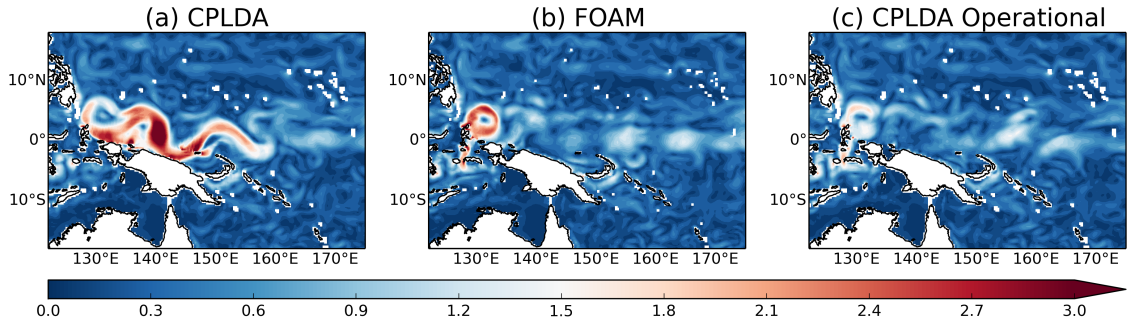 (a) CPLDA (b) FOAM (c) CPLDA Operational
10°N 10°N 10°N
0° 0° 0°
10°S 10°S 10°S
130°E 140°E 150°E 160°E 170°E 130°E 140°E 150°E 160°E 170°E 130°E 140°E 150°E 160°E 170°E
0.0 0.3 0.6 0.9 1.2 1.5 1.8 2.1 2.4 2.7 3.0